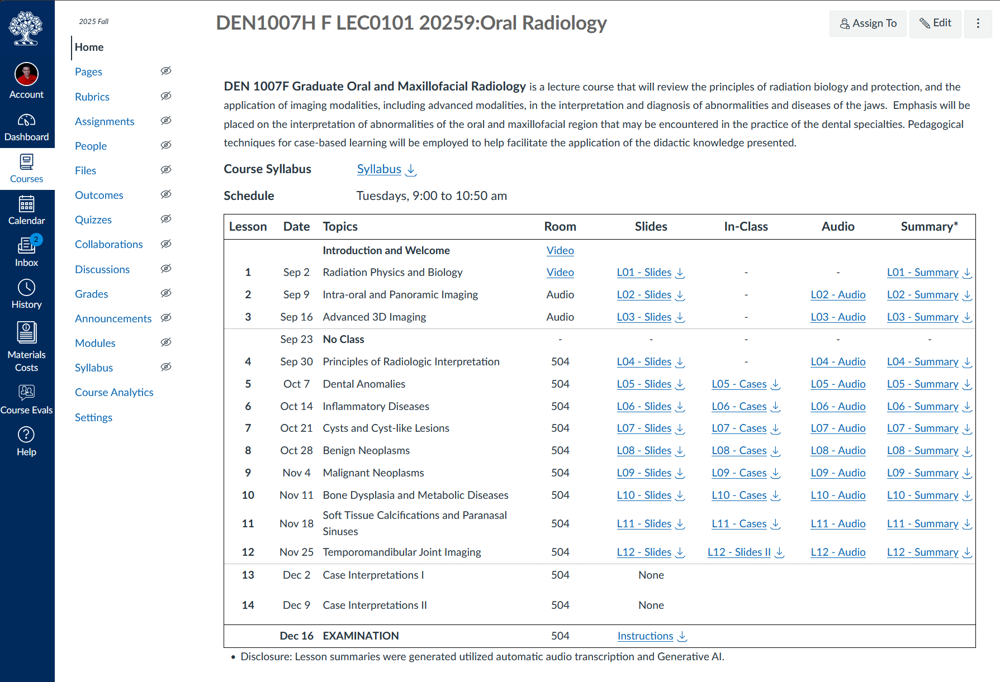 2025 Fall
DEN1007H F LEC0101 20259:Oral Radiology
Assign To
Edit
Account
Dashboard
Courses
Calendar
2
Inbox
History
Materials
Costs
Course Evals
Help
Home
Pages
Rubrics
Assignments
People
Files
Outcomes
Quizzes
Collaborations
Discussions
Grades
Announcements
Modules
Syllabus
Course Analytics
Settings
DEN 1007F Graduate Oral and Maxillofacial Radiology is a lecture course that will review the principles of radiation biology and protection, and the
application of imaging modalities, including advanced modalities, in the interpretation and diagnosis of abnormalities and diseases of the jaws. Emphasis will be
placed on the interpretation of abnormalities of the oral and maxillofacial region that may be encountered in the practice of the dental specialties. Pedagogical
techniques for case-based learning will be employed to help facilitate the application of the didactic knowledge presented.
Course Syllabus Syllabus
Schedule Tuesdays, 9:00 to 10:50 am
Lesson Date Topics Room Slides In-Class Audio Summary*
Introduction and Welcome Video
1 Sep 2 Radiation Physics and Biology Video L01 - Slides - - L01 - Summary
2 Sep 9 Intra-oral and Panoramic Imaging Audio L02 - Slides - L02 - Audio L02 - Summary
3 Sep 16 Advanced 3D Imaging Audio L03 - Slides - L03 - Audio L03 - Summary
Sep 23 No Class - - - - -
4 Sep 30 Principles of Radiologic Interpretation 504 L04 - Slides - L04 - Audio L04 - Summary
5 Oct 7 Dental Anomalies 504 L05 - Slides L05 - Cases L05 - Audio L05 - Summary
6 Oct 14 Inflammatory Diseases 504 L06 - Slides L06 - Cases L06 - Audio L06 - Summary
7 Oct 21 Cysts and Cyst-like Lesions 504 L07 - Slides L07 - Cases L07 - Audio L07 - Summary
8 Oct 28 Benign Neoplasms 504 L08 - Slides L08 - Cases L08 - Audio L08 - Summary
9 Nov 4 Malignant Neoplasms 504 L09 - Slides L09 - Cases L09 - Audio L09 - Summary
10 Nov 11 Bone Dysplasia and Metabolic Diseases 504 L10 - Slides L10 - Cases L10 - Audio L10 - Summary
11 Nov 18 Soft Tissue Calcifications and Paranasal
Sinuses 504 L11 - Slides L11 - Cases L11 - Audio L11 - Summary
12 Nov 25 Temporomandibular Joint Imaging 504 L12 - Slides L12 - Slides II L12 - Audio L12 - Summary
13 Dec 2 Case Interpretations I 504 None
14 Dec 9 Case Interpretations II 504 None
Dec 16 EXAMINATION 504 Instructions
• Disclosure: Lesson summaries were generated utilized automatic audio transcription and Generative AI.